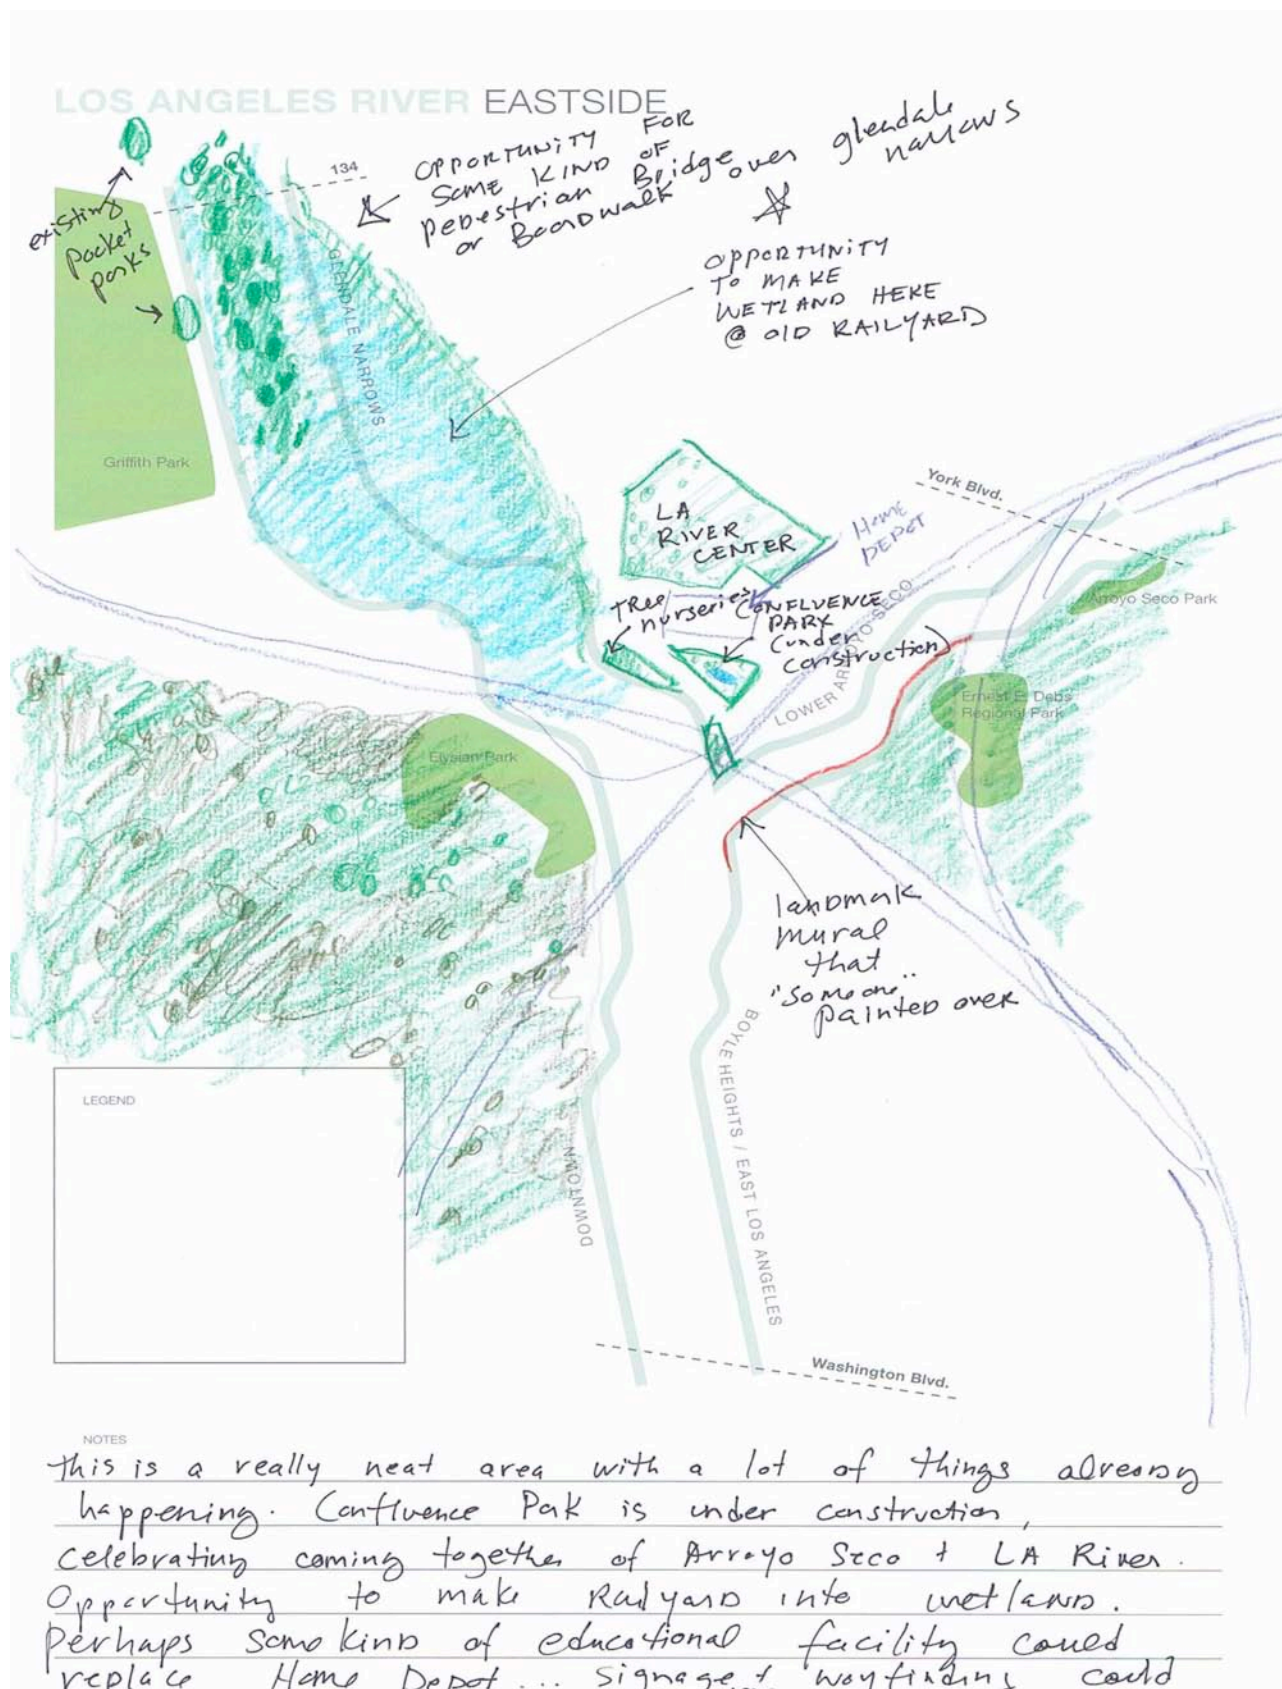 LOS ANGELES RIVER EASTSIDE
134
OPPORTUNITY FOR
SOME KIND OF
pedestrian Bridge over glendale
or Boardwalk
narrows
existing
pocket
parks
OPPORTUNITY
TO MAKE
WETLAND HERE
@ OLD RAILYARD
GLENDALE NARROWS
Griffith Park
York Blvd.
LA
RIVER
CENTER
Home
DEPOT
TREE
nurseries
CONFLUENCE
PARK
(under
construction)
Arroyo Seco Park
LOWER ARROYO SECO
Ernest E. Debs
Regional Park
Elysian Park
landmark
mural
that
"someone"
painted over
LEGEND
BOYLE HEIGHTS / EAST LOS ANGELES
DOWNTOWN
Washington Blvd.
NOTES
this is a really neat area with a lot of things already
happening. Confluence Pak is under construction,
celebrating coming together of Arroyo Seco + LA River.
Opportunity to make Railyard into wetland.
perhaps some kind of educational facility could
replace Home Depot... signage + wayfinding could